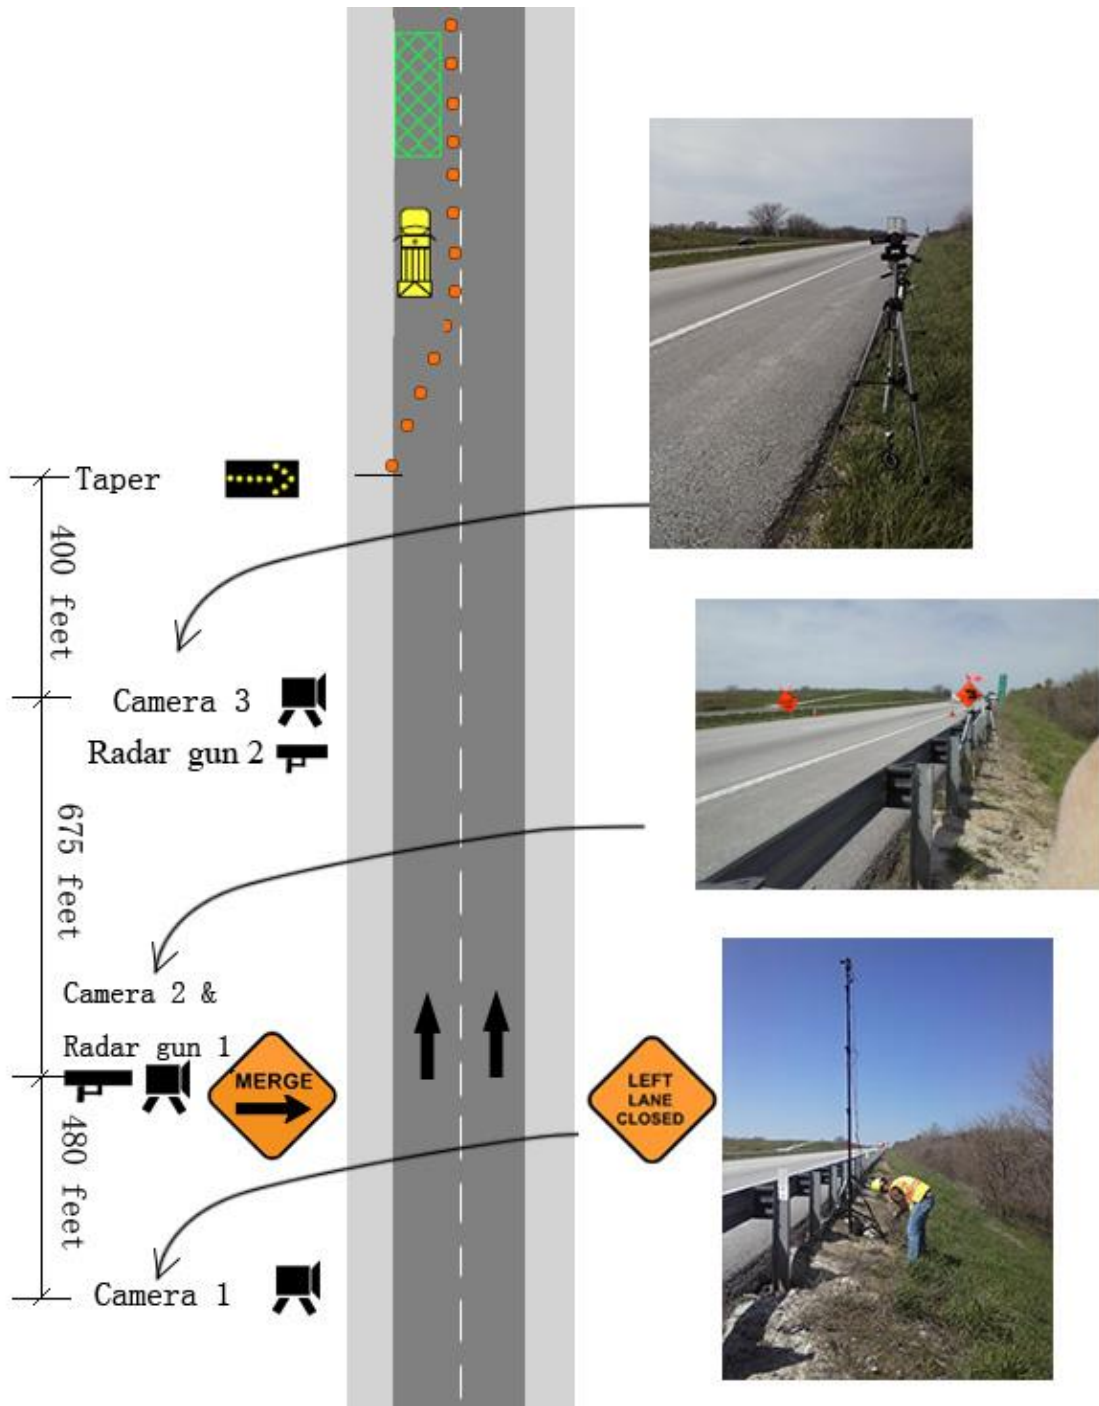 Taper
400 feet
Camera 3
Radar gun 2
675 feet
Camera 2 &
Radar gun 1
MERGE
LEFT
LANE
CLOSED
480 feet
Camera 1